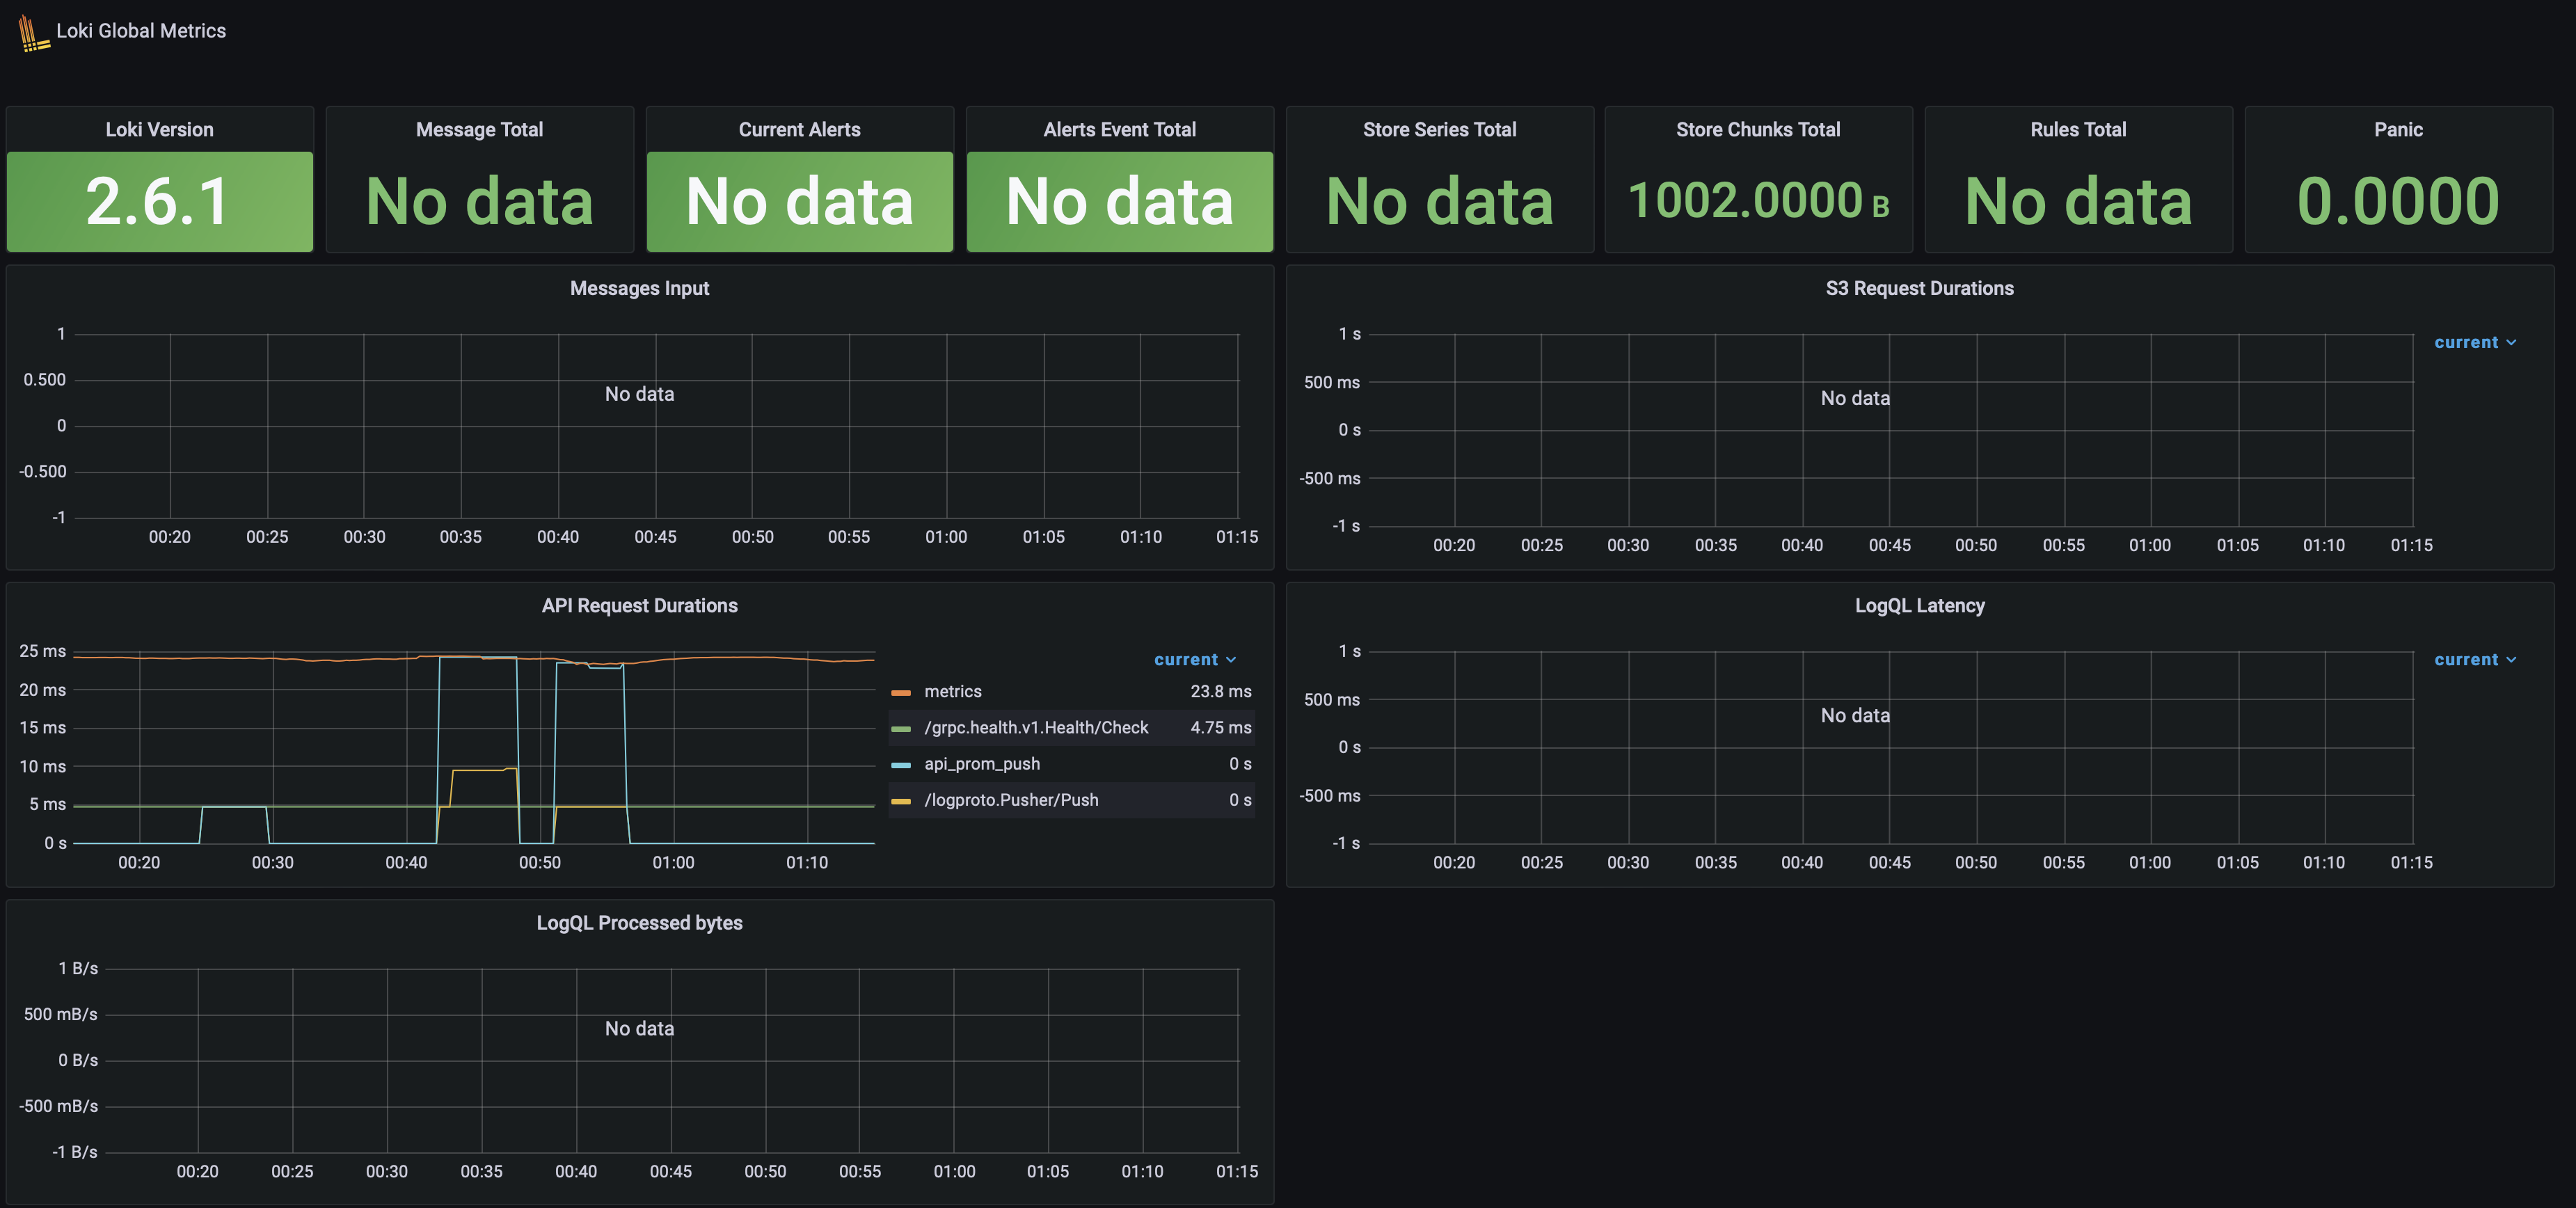 Loki Global Metrics
Loki Version
2.6.1
Message Total
No data
Current Alerts
No data
Alerts Event Total
No data
Store Series Total
No data
Store Chunks Total
1002.0000 B
Rules Total
No data
Panic
0.0000
Messages Input
1
0.500
0
-0.500
-1
No data
00:20 00:25 00:30 00:35 00:40 00:45 00:50 00:55 01:00 01:05 01:10 01:15
S3 Request Durations
1 s
500 ms
0 s
-500 ms
-1 s
No data
00:20 00:25 00:30 00:35 00:40 00:45 00:50 00:55 01:00 01:05 01:10 01:15
current
API Request Durations
25 ms
20 ms
15 ms
10 ms
5 ms
0 s
00:20 00:30 00:40 00:50 01:00 01:10
current
metrics 23.8 ms
/grpc.health.v1.Health/Check 4.75 ms
api_prom_push 0 s
/logproto.Pusher/Push 0 s
LogQL Latency
1 s
500 ms
0 s
-500 ms
-1 s
No data
00:20 00:25 00:30 00:35 00:40 00:45 00:50 00:55 01:00 01:05 01:10 01:15
current
LogQL Processed bytes
1 B/s
500 mB/s
0 B/s
-500 mB/s
-1 B/s
No data
00:20 00:25 00:30 00:35 00:40 00:45 00:50 00:55 01:00 01:05 01:10 01:15